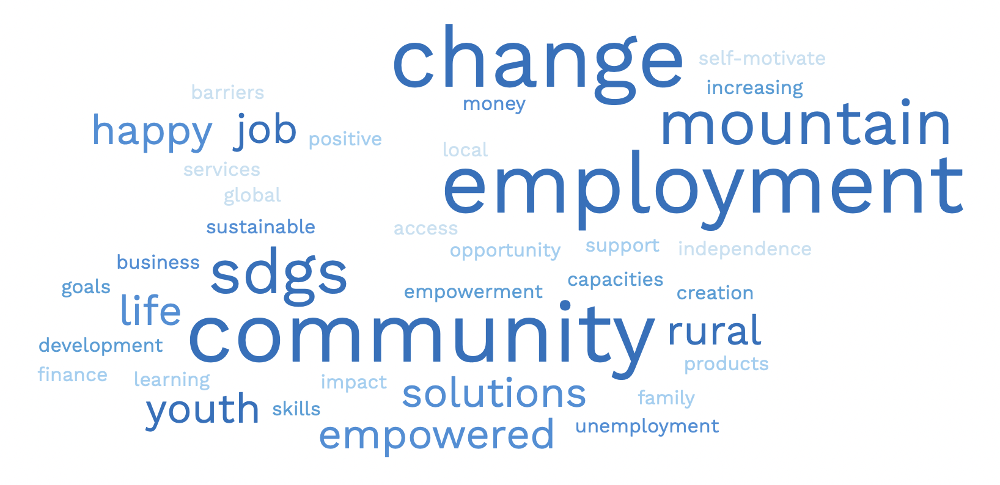 change
self-motivate
increasing
barriers
money
mountain
happy
job
positive
local
services
employment
global
sustainable
access
opportunity
support
independence
business
sdgs
goals
empowerment
capacities
creation
life
community
rural
development
products
finance
learning
impact
solutions
family
youth
skills
empowered
unemployment